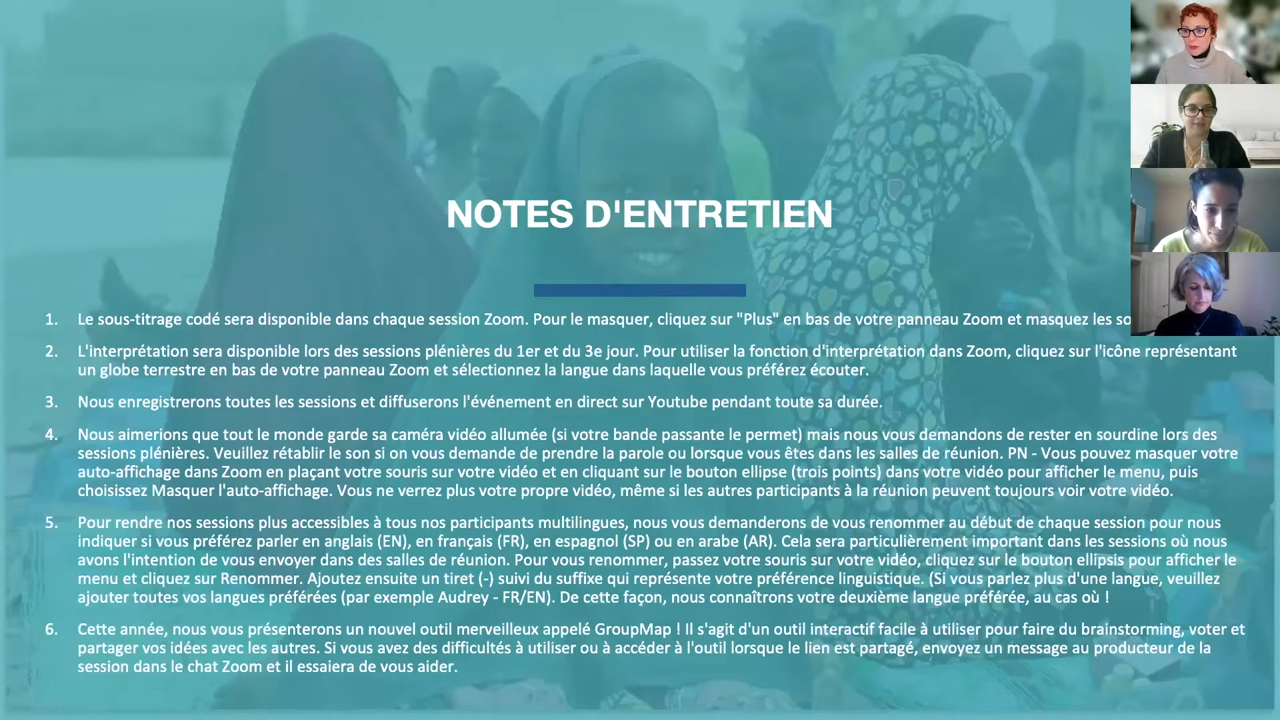 NOTES D'ENTRETIEN
1. Le sous-titrage codé sera disponible dans chaque session Zoom. Pour le masquer, cliquez sur "Plus" en bas de votre panneau Zoom et masquez les
2. L'interprétation sera disponible lors des sessions plénières du 1er et du 3e jour. Pour utiliser la fonction d'interprétation dans Zoom, cliquez sur l'icône représentant
un globe terrestre en bas de votre panneau Zoom et sélectionnez la langue dans laquelle vous préférez écouter.
3. Nous enregistrerons toutes les sessions et diffuserons l'événement en direct sur Youtube pendant toute sa durée.
4. Nous aimerions que tout le monde garde sa caméra vidéo allumée (si votre bande passante le permet) mais nous vous demandons de rester en sourdine lors des
sessions plénières. Veuillez rétablir le son si on vous demande de prendre la parole ou lorsque vous êtes dans les salles de réunion. PN - Vous pouvez masquer votre
auto-affichage dans Zoom en plaçant votre souris sur votre vidéo et en cliquant sur le bouton ellipse (trois points) dans votre vidéo pour afficher le menu, puis
choisissez Masquer l'auto-affichage. Vous ne verrez plus votre propre vidéo, même si les autres participants à la réunion peuvent toujours voir votre vidéo.
5. Pour rendre nos sessions plus accessibles à tous nos participants multilingues, nous vous demanderons de vous renommer au début de chaque session pour nous
indiquer si vous préférez parler en anglais (EN), en français (FR), en espagnol (SP) ou en arabe (AR). Cela sera particulièrement important dans les sessions où nous
avons l'intention de vous envoyer dans des salles de réunion. Pour vous renommer, passez votre souris sur votre vidéo, cliquez sur le bouton ellipsis pour afficher le
menu et cliquez sur Renommer. Ajoutez ensuite un tiret (-) suivi du suffixe qui représente votre préférence linguistique. (Si vous parlez plus d'une langue, veuillez
ajouter toutes vos langues préférées (par exemple Audrey - FR/EN). De cette façon, nous connaîtrons votre deuxième langue préférée, au cas où !
6. Cette année, nous vous présenterons un nouvel outil merveilleux appelé GroupMap ! Il s'agit d'un outil interactif facile à utiliser pour faire du brainstorming, voter et
partager vos idées avec les autres. Si vous avez des difficultés à utiliser ou à accéder à l'outil lorsque le lien est partagé, envoyez un message au producteur de la
session dans le chat Zoom et il essaiera de vous aider.